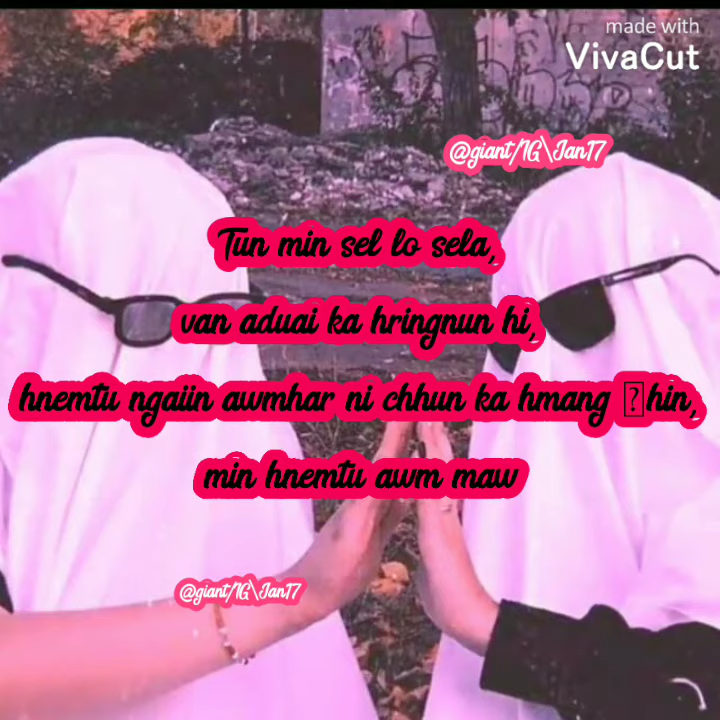 made with
VivaCut
@giant/IG\Jan17
Tun min sel lo sela,
van aduai ka hringnun hi,
hnemtu ngaiin awmhar ni chhun ka hmang hin,
min hnemtu awm maw
@giant/IG\Jan17